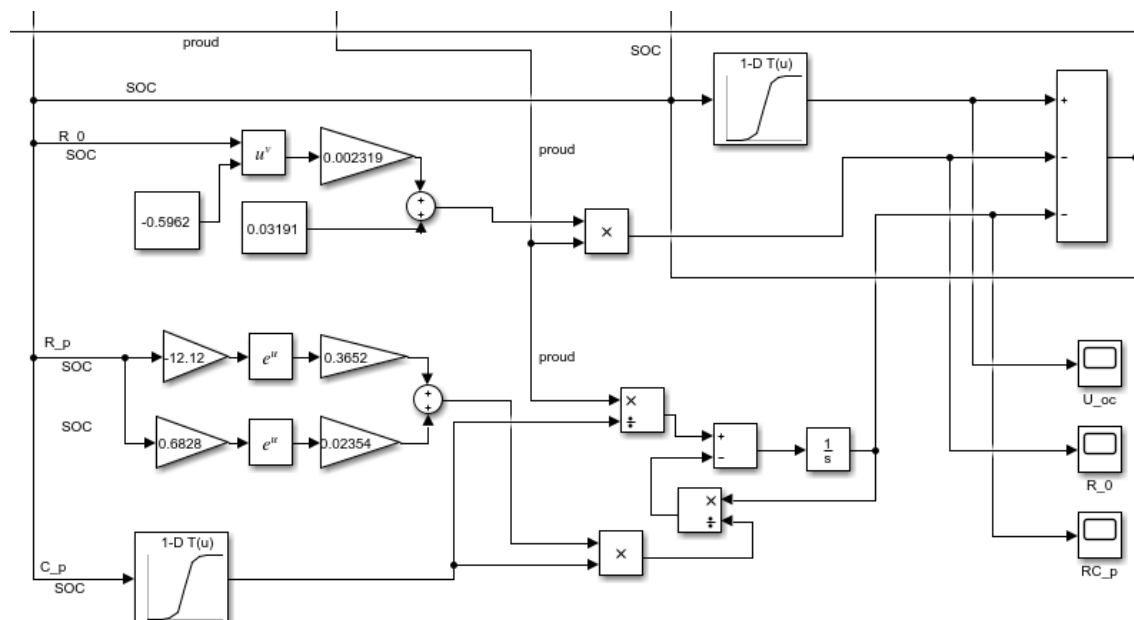 proud
SOC
1-D T(u)
SOC
+
R_0
SOC
u^v
0.002319
proud
−
-0.5962
0.03191
+
+
×
−
R_p
SOC
-12.12
e^u
0.3652
proud
+
+
×
÷
U_oc
SOC
0.6828
e^u
0.02354
+
−
1
s
R_0
×
÷
1-D T(u)
×
C_p
SOC
RC_p